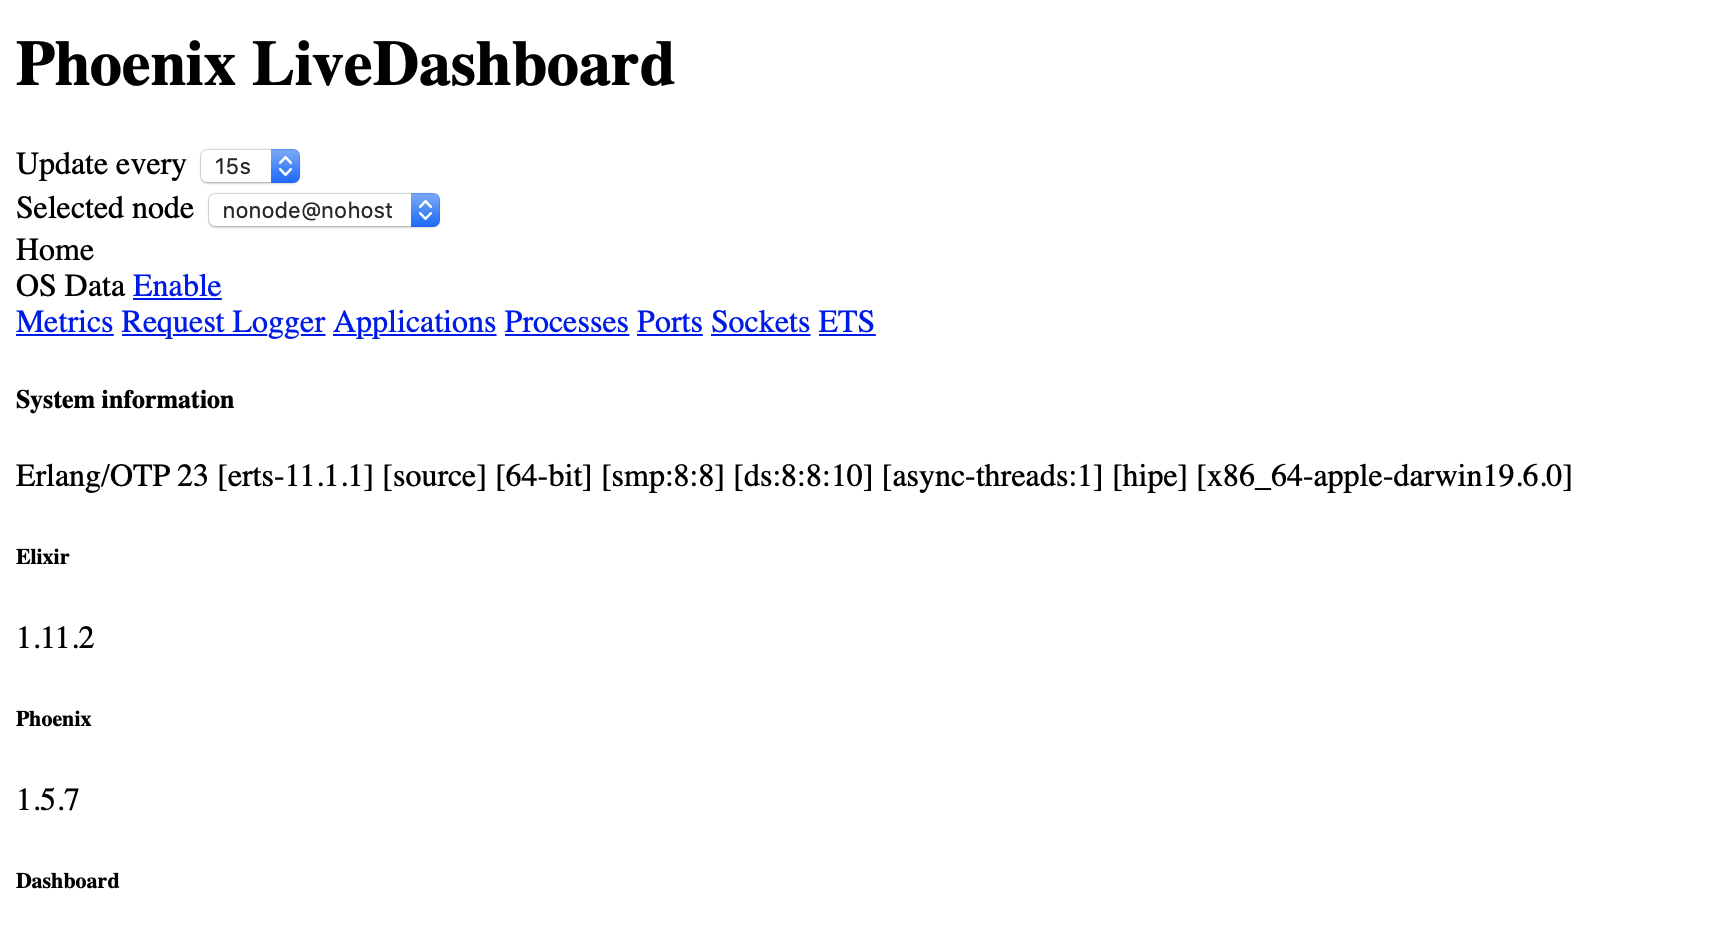 Phoenix LiveDashboard
Update every 15s
Selected node nonode@nohost
Home
OS Data Enable
Metrics Request Logger Applications Processes Ports Sockets ETS
System information
Erlang/OTP 23 [erts-11.1.1] [source] [64-bit] [smp:8:8] [ds:8:8:10] [async-threads:1] [hipe] [x86_64-apple-darwin19.6.0]
Elixir
1.11.2
Phoenix
1.5.7
Dashboard